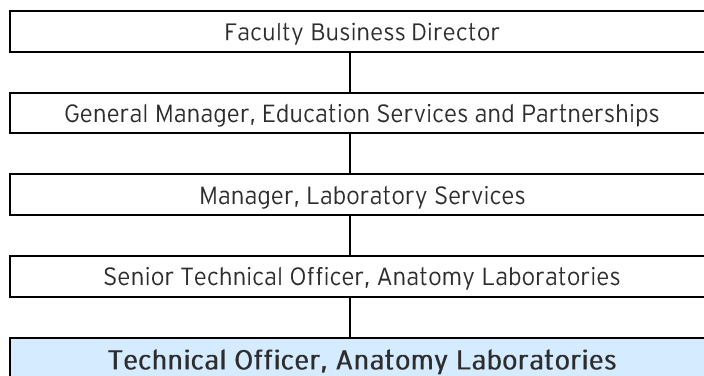 Faculty Business Director
General Manager, Education Services and Partnerships
Manager, Laboratory Services
Senior Technical Officer, Anatomy Laboratories
Technical Officer, Anatomy Laboratories